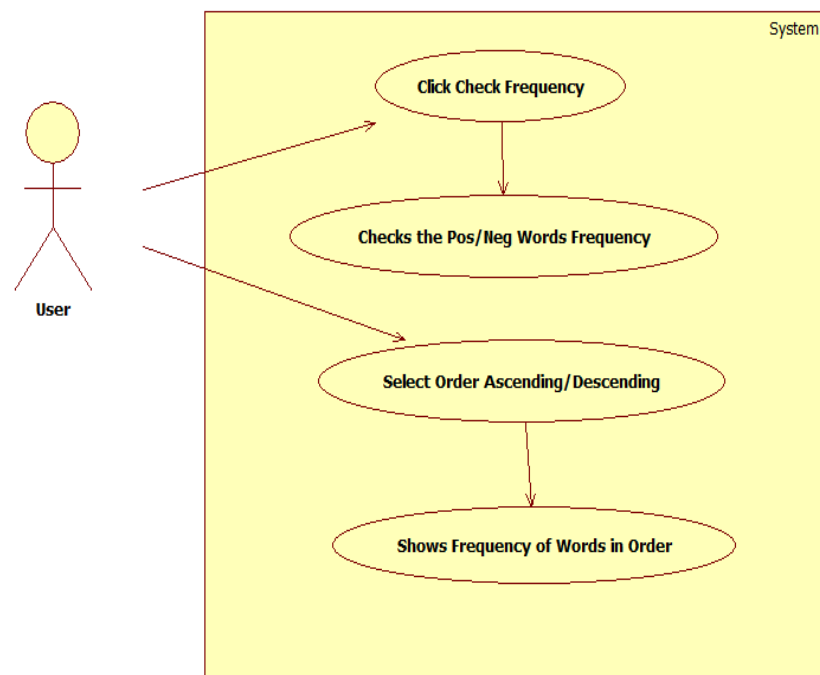 System
Click Check Frequency
Checks the Pos/Neg Words Frequency
User
Select Order Ascending/Descending
Shows Frequency of Words in Order